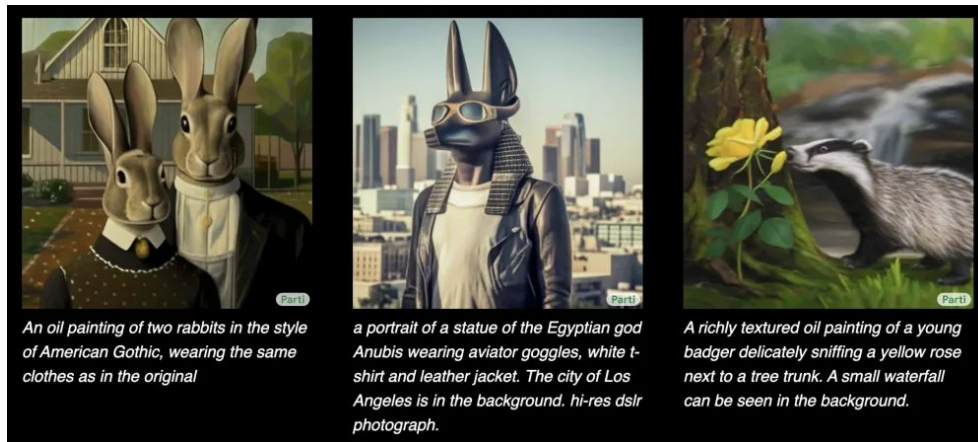 Parti
Parti
Parti
An oil painting of two rabbits in the style
of American Gothic, wearing the same
clothes as in the original
a portrait of a statue of the Egyptian god
Anubis wearing aviator goggles, white t-
shirt and leather jacket. The city of Los
Angeles is in the background. hi-res dslr
photograph.
A richly textured oil painting of a young
badger delicately sniffing a yellow rose
next to a tree trunk. A small waterfall
can be seen in the background.